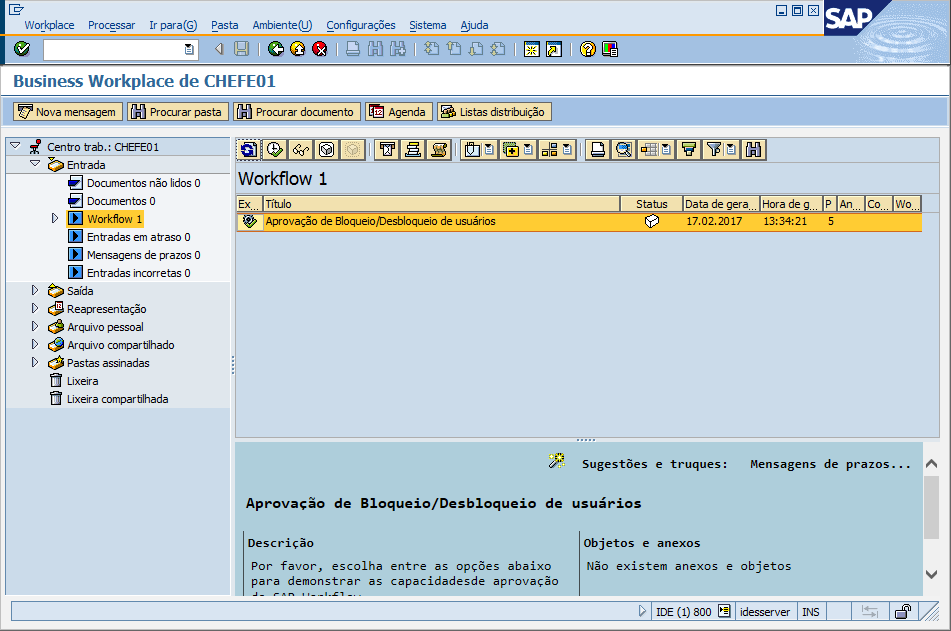 Workplace Processar Ir para(G) Pasta Ambiente(U) Configurações Sistema Ajuda
SAP
Business Workplace de CHEFE01
Nova mensagem Procurar pasta Procurar documento Agenda Listas distribuição
Centro trab.: CHEFE01
Entrada
Documentos não lidos 0
Documentos 0
Workflow 1
Entradas em atraso 0
Mensagens de prazos 0
Entradas incorretas 0
Saída
Reapresentação
Arquivo pessoal
Arquivo compartilhado
Pastas assinadas
Lixeira
Lixeira compartilhada
Workflow 1
Ex... Título Status Data de gera... Hora de g... P An... Co... Wo...
Aprovação de Bloqueio/Desbloqueio de usuários 17.02.2017 13:34:21 5
Sugestões e truques: Mensagens de prazos...
Aprovação de Bloqueio/Desbloqueio de usuários
Descrição
Por favor, escolha entre as opções abaixo
para demonstrar as capacidadesde aprovação
do SAP Workflow
Objetos e anexos
Não existem anexos e objetos
IDE (1) 800 idesserver INS